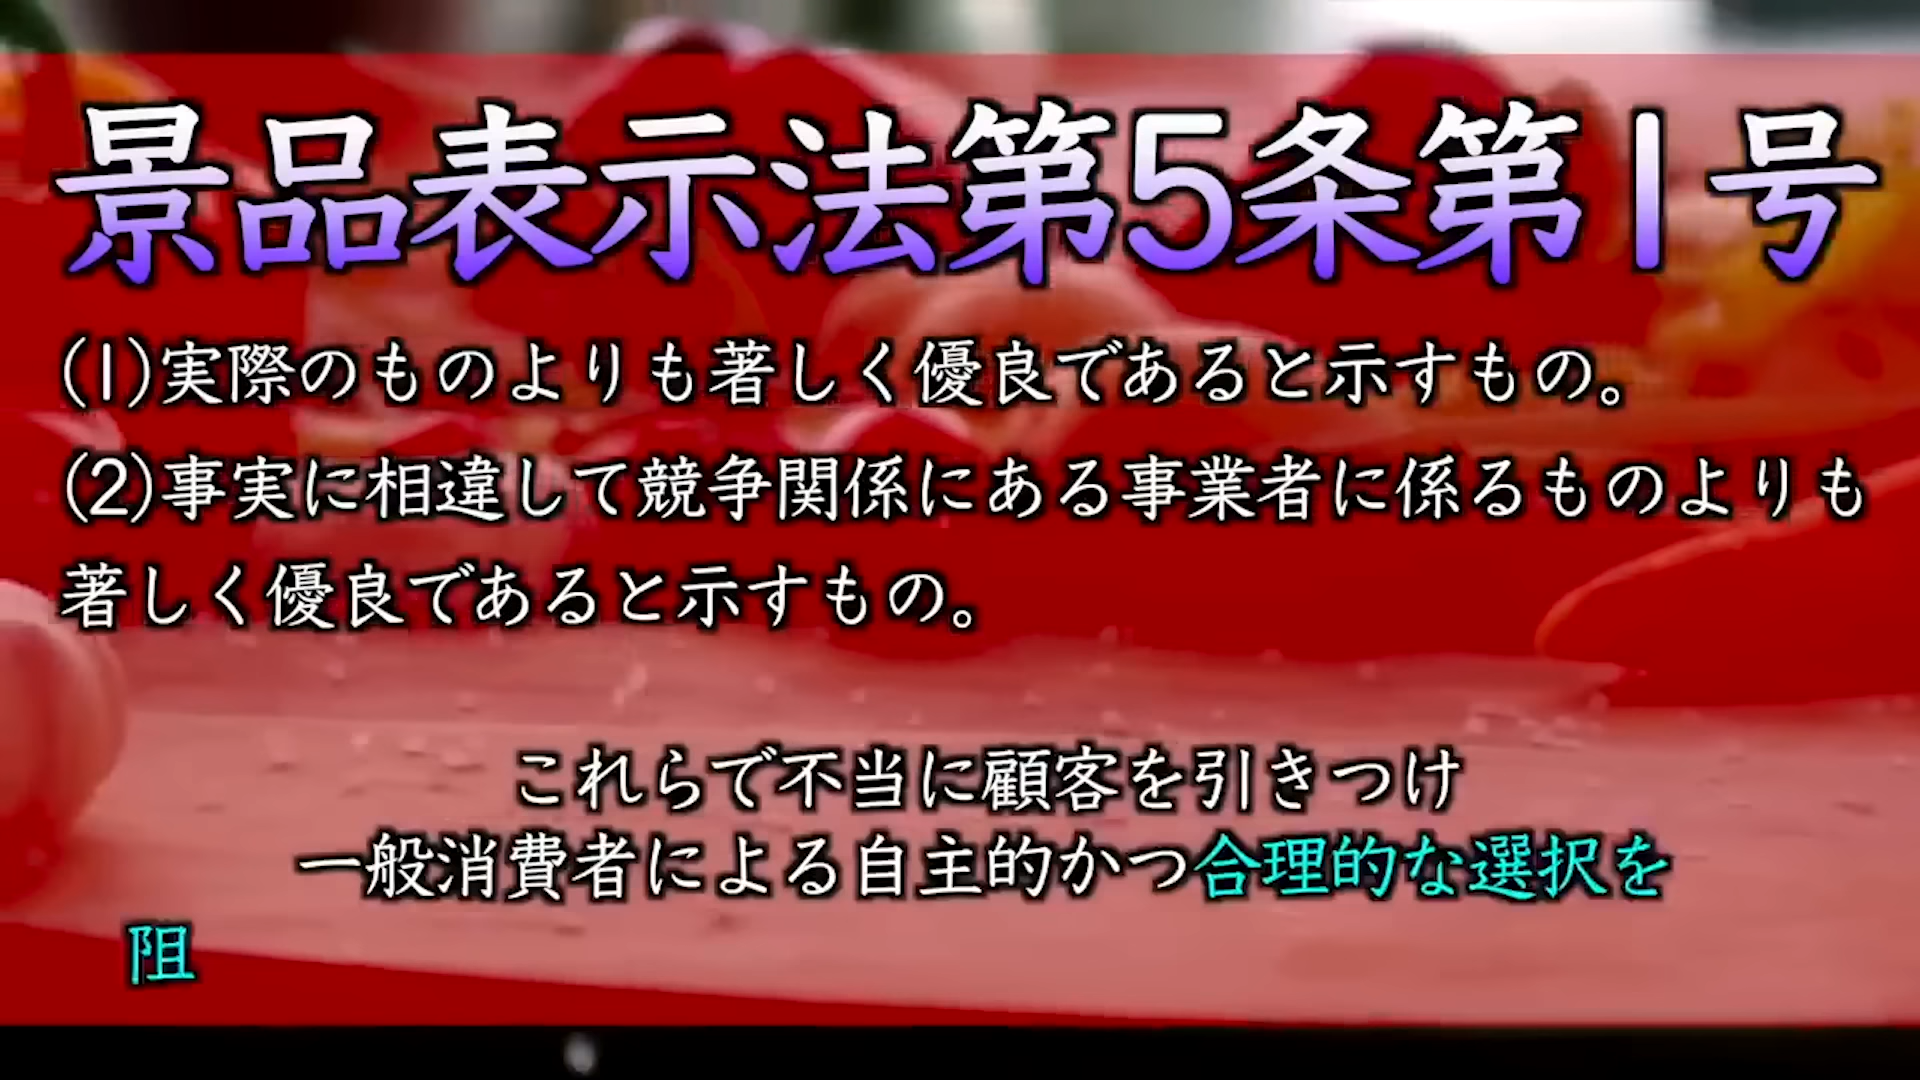 景品表示法第5条第1号
(1)実際のものよりも著しく優良であると示すもの。
(2)事実に相違して競争関係にある事業者に係るものよりも
著しく優良であると示すもの。
これらで不当に顧客を引きつけ
一般消費者による自主的かつ合理的な選択を
阻